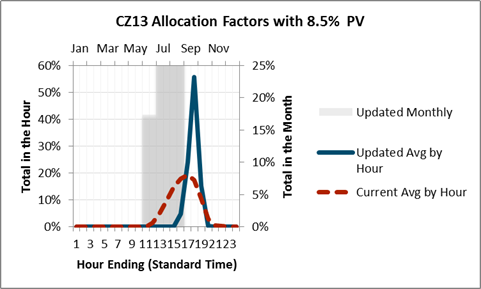 CZ13 Allocation Factors with 8.5% PV
Jan Mar May Jul Sep Nov
60% 25%
50% 20%
40% 15%
30% 10%
20% 5%
10% 0%
0%
Total in the Hour
Total in the Month
1 3 5 7 9 11 13 15 17 19 21 23
Hour Ending (Standard Time)
Updated Monthly
Updated Avg by
Hour
Current Avg by Hour